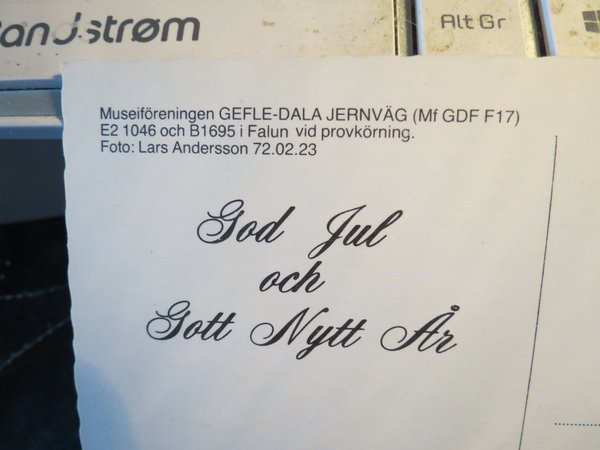 andstrøm
Alt Gr
Museiföreningen GEFLE-DALA JERNVÄG (Mf GDF F17)
E2 1046 och B1695 i Falun vid provkörning.
Foto: Lars Andersson 72.02.23
God Jul
och
Gott Nytt År